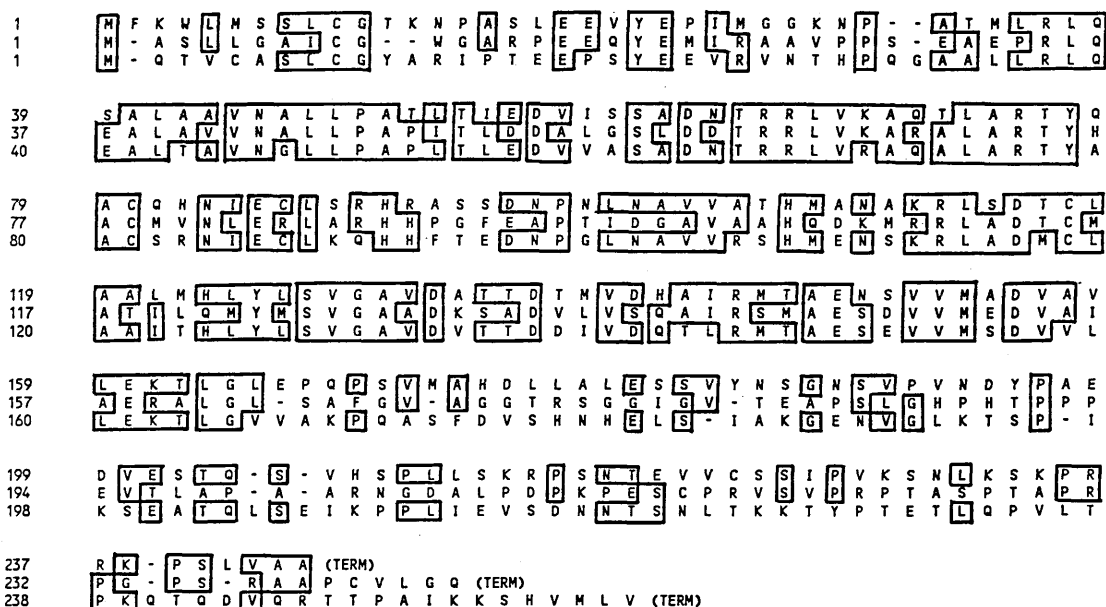 1 M F K W L M S S L C G T K N P A S L E E V Y E P I M G G K N P - - A T M L R L Q
1 M - A S L L G A I C G - - W G A R P E E Q Y E M I R A A V P P S - E A E P R L Q
1 M - Q T V C A S L C G Y A R I P T E E P S Y E E V R V N T H P Q G A A L L R L Q
39 S A L A A V N A L L P A T L T I E D V I S S A D N T R R L V K A Q T L A R T Y Q
37 E A L A V V N A L L P A P I T L D D A L G S L D D T R R L V K A R A L A R T Y H
40 E A L T A V N G L L P A P L T L E D V V A S A D N T R R L V R A Q A L A R T Y A
79 A C Q H N I E C L S R H R A S S D N P N L N A V V A T H M A N A K R L S D T C L
77 A C M V N L E R L A R H H P G F E A P T I D G A V A A H Q D K M R R L A D T C M
80 A C S R N I E C L K Q H H F T E D N P G L N A V V R S H M E N S K R L A D M C L
119 A A L M H L Y L S V G A V D A T T D T M V D H A I R M T A E N S V V M A D V A V
117 A T I L Q M Y M S V G A A D K S A D V L V S Q A I R S M A E S D V V M E D V A I
120 A A I T H L Y L S V G A V D V T T D D I V D Q T L R M T A E S E V V M S D V V L
159 L E K T L G L E P Q P S V M A H D L L A L E S S V Y N S G N S V P V N D Y P A E
157 A E R A L G L - S A F G V - A G G T R S G G I G V - T E A P S L G H P H T P P P
160 L E K T L G V V A K P Q A S F D V S H N H E L S - I A K G E N V G L K T S P - I
199 D V E S T Q - S - V H S P L L S K R P S N T E V V C S S I P V K S N L K S K P R
194 E V T L A P - A - A R N G D A L P D P K P E S C P R V S V P R P T A S P T A P R
198 K S E A T Q L S E I K P P L I E V S D N N T S N L T K K T Y P T E T L Q P V L T
237 R K - P S L V A A (TERM)
232 P G - P S - R A A P C V L G Q (TERM)
238 P K Q T Q D V Q R T T P A I K K S H V M L V (TERM)